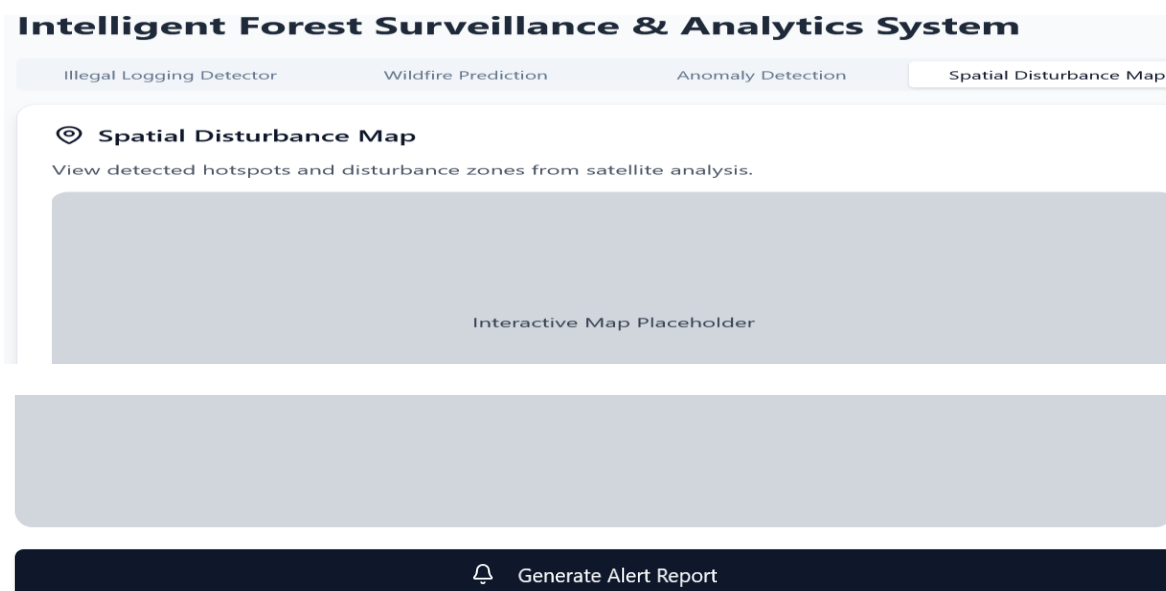 Intelligent Forest Surveillance & Analytics System
Illegal Logging Detector Wildfire Prediction Anomaly Detection Spatial Disturbance Map
Spatial Disturbance Map
View detected hotspots and disturbance zones from satellite analysis.
Interactive Map Placeholder
Generate Alert Report